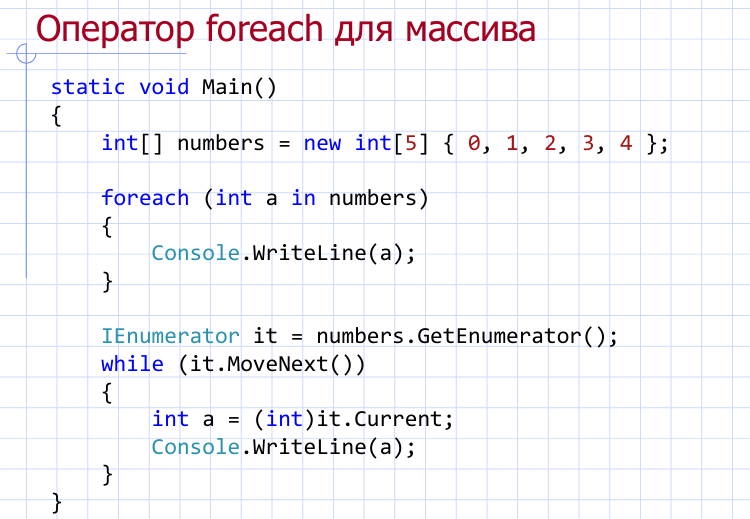 Оператор foreach для массива
static void Main()
{
    int[] numbers = new int[5] { 0, 1, 2, 3, 4 };
    foreach (int a in numbers)
    {
        Console.WriteLine(a);
    }
    IEnumerator it = numbers.GetEnumerator();
    while (it.MoveNext())
    {
        int a = (int)it.Current;
        Console.WriteLine(a);
    }
}